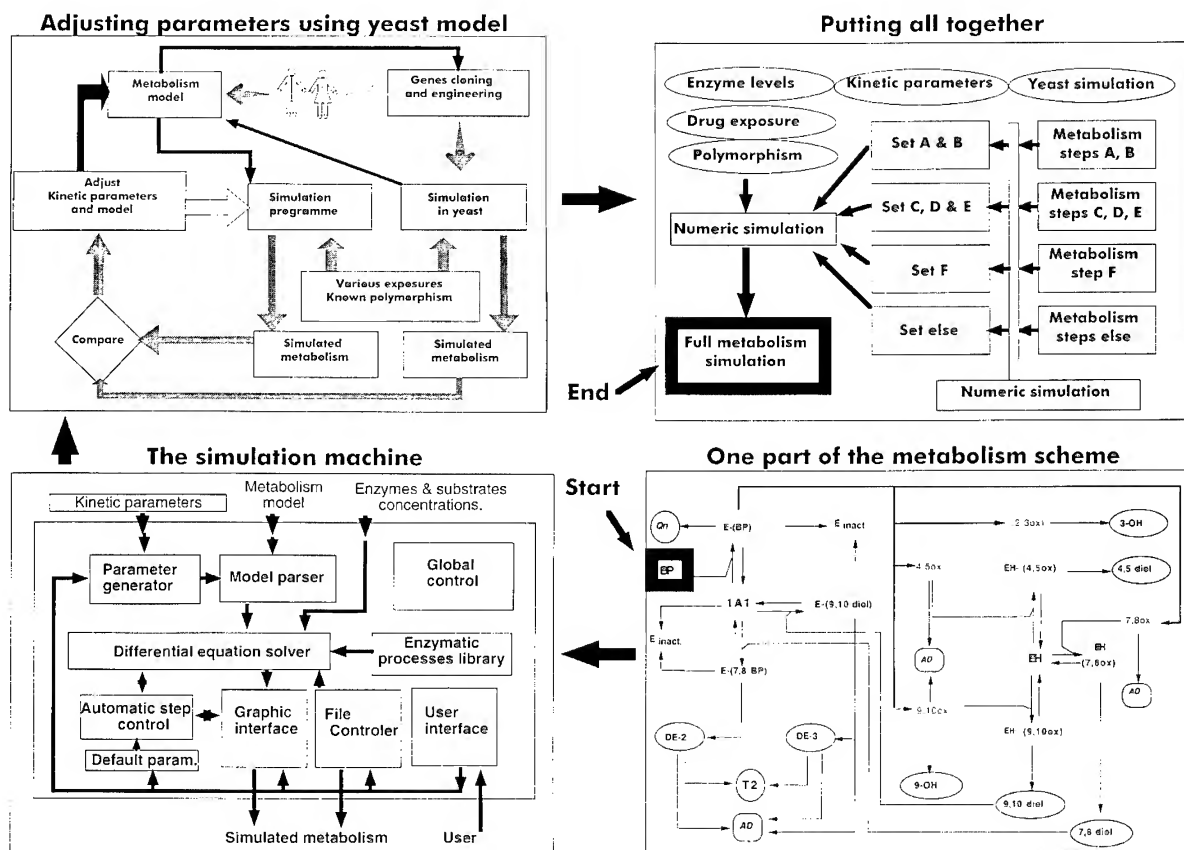 Adjusting parameters using yeast model
Metabolism
model
Genes cloning
and engineering
Adjust
Kinetic parameters
and model
Simulation
programme
Simulation
in yeast
Various exposures
Known polymorphism
Compare
Simulated
metabolism
Simulated
metabolism
Putting all together
Enzyme levels
Kinetic parameters
Yeast simulation
Drug exposure
Polymorphism
Set A & B
Metabolism
steps A, B
Numeric simulation
Set C, D & E
Metabolism
steps C, D, E
Set F
Metabolism
step F
Full metabolism
simulation
Set else
Metabolism
steps else
End
Numeric simulation
The simulation machine
Kinetic parameters
Metabolism
model
Enzymes & substrates
concentrations.
Parameter
generator
Model parser
Global
control
Differential equation solver
Enzymatic
processes library
Automatic step
control
Graphic
interface
File
Controler
User
interface
Default param.
Simulated metabolism
User
One part of the metabolism scheme
Start
Qn
E-(BP)
E inact.
2 3ox)
3-OH
BP
4,5ox
EH- (4,5ox)
4,5 diol
1A1
E-(9,10 diol)
7,8ox
E inact.
E-(7,8 BP)
AD
EH
EH
(7,8ox)
AD
9,10ox
EH (9,10ox)
DE-2
DE-3
T2
9-OH
AD
9,10 diol
7,8 diol